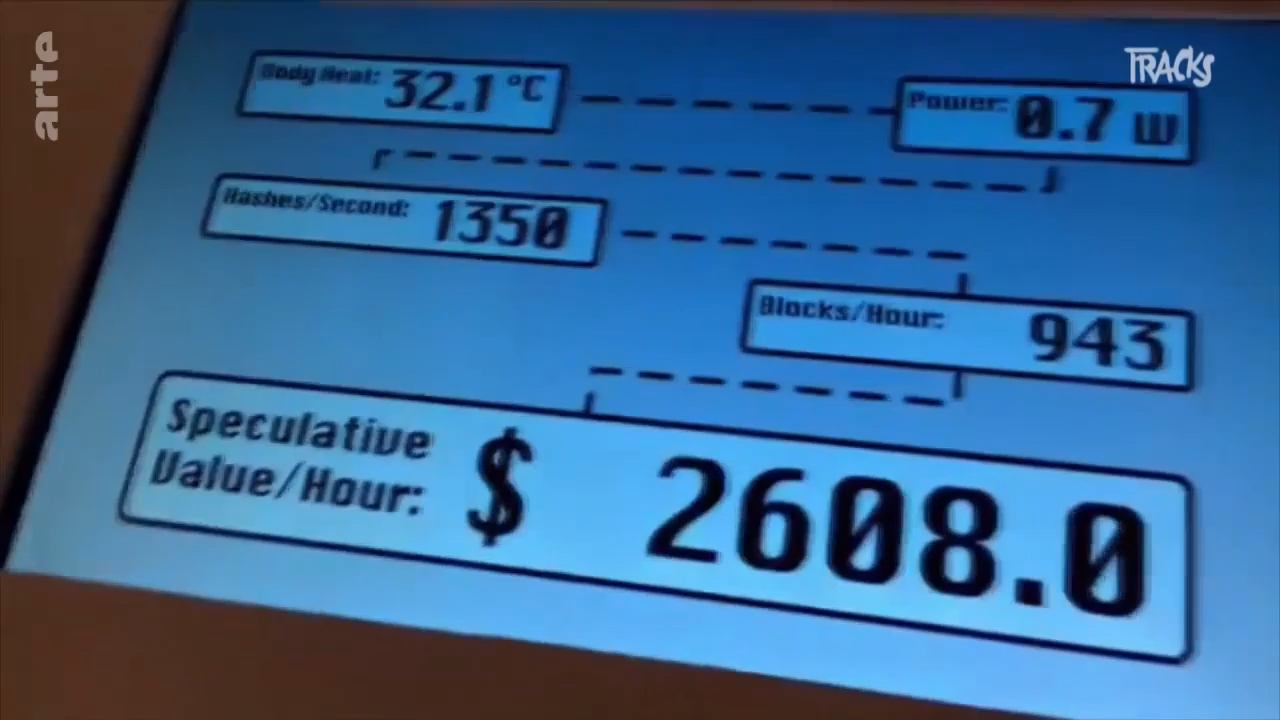 arte
TRACKS
Body Heat: 32.1 °C
Power: 0.7 W
Hashes/Second: 1350
Blocks/Hour: 943
Speculative
Value/Hour: $ 2608.0